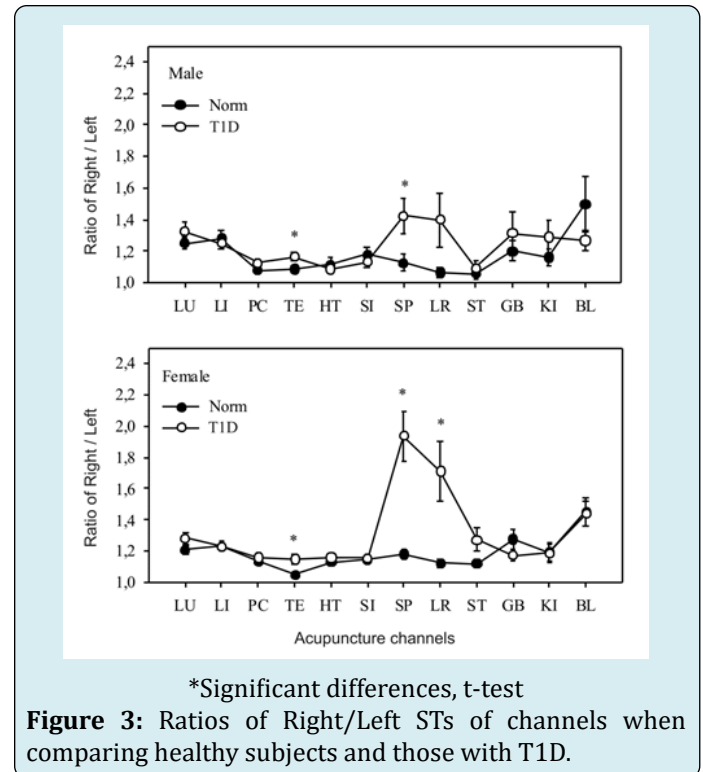 2,4
2,2
2,0
1,8
1,6
1,4
1,2
1,0
Ratio of Right / Left
Male
Norm
T1D
*
*
LU LI PC TE HT SI SP LR ST GB KI BL
2,4
2,2
2,0
1,8
1,6
1,4
1,2
1,0
Ratio of Right / Left
Female
Norm
T1D
*
*
*
LU LI PC TE HT SI SP LR ST GB KI BL
Acupuncture channels
*Significant differences, t-test
Figure 3: Ratios of Right/Left STs of channels when
comparing healthy subjects and those with T1D.